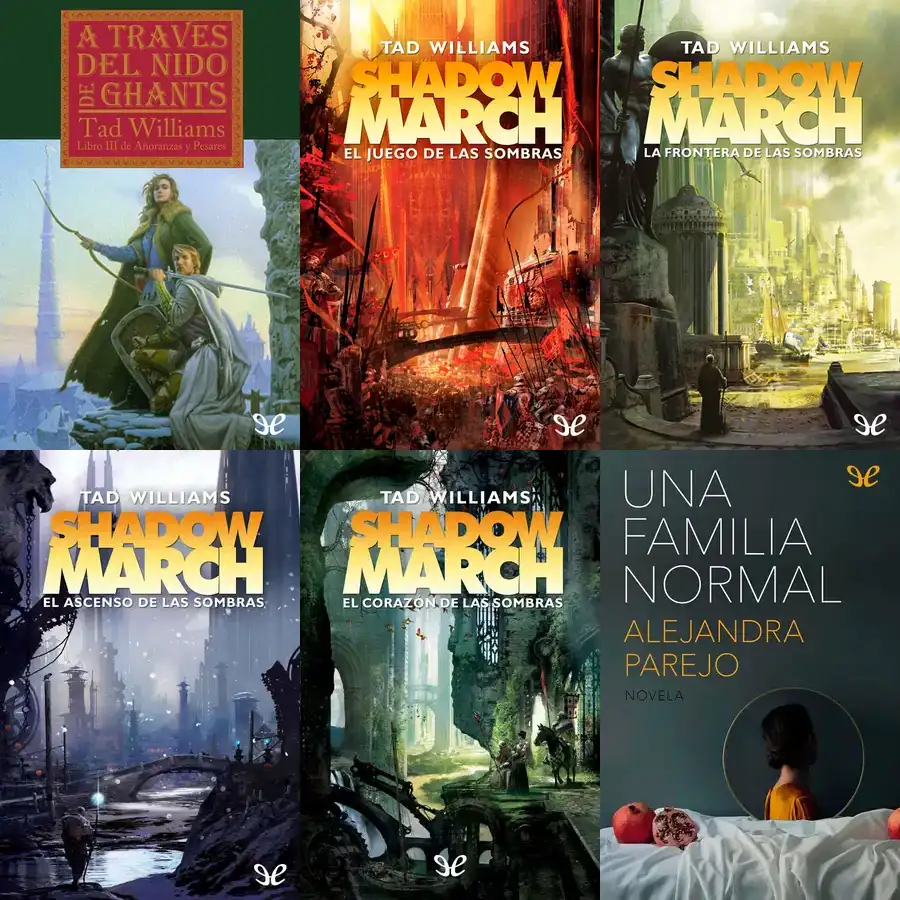 A TRAVÉS
DEL NIDO
DE GHANTS
Tad Williams
Libro III de Añoranzas y Pesares
TAD WILLIAMS
SHADOW
MARCH
EL JUEGO DE LAS SOMBRAS
TAD WILLIAMS
SHADOW
MARCH
LA FRONTERA DE LAS SOMBRAS
TAD WILLIAMS
SHADOW
MARCH
EL ASCENSO DE LAS SOMBRAS
TAD WILLIAMS
SHADOW
MARCH
EL CORAZÓN DE LAS SOMBRAS
UNA
FAMILIA
NORMAL
ALEJANDRA
PAREJO
NOVELA